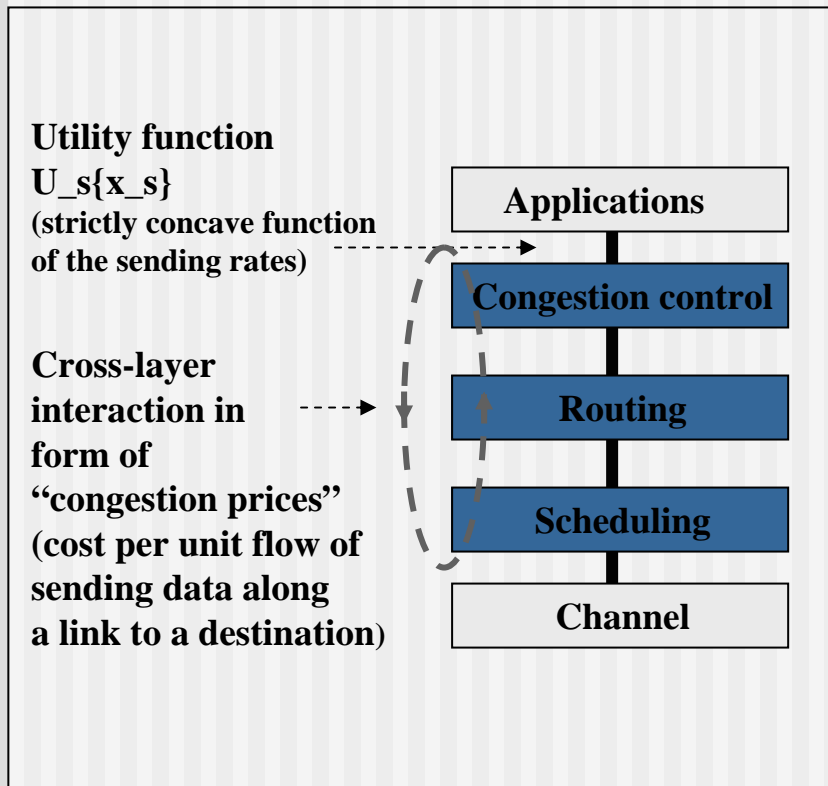 Utility function
U_s{x_s}
(strictly concave function
of the sending rates)
Cross-layer
interaction in
form of
“congestion prices”
(cost per unit flow of
sending data along
a link to a destination)
Applications
Congestion control
Routing
Scheduling
Channel